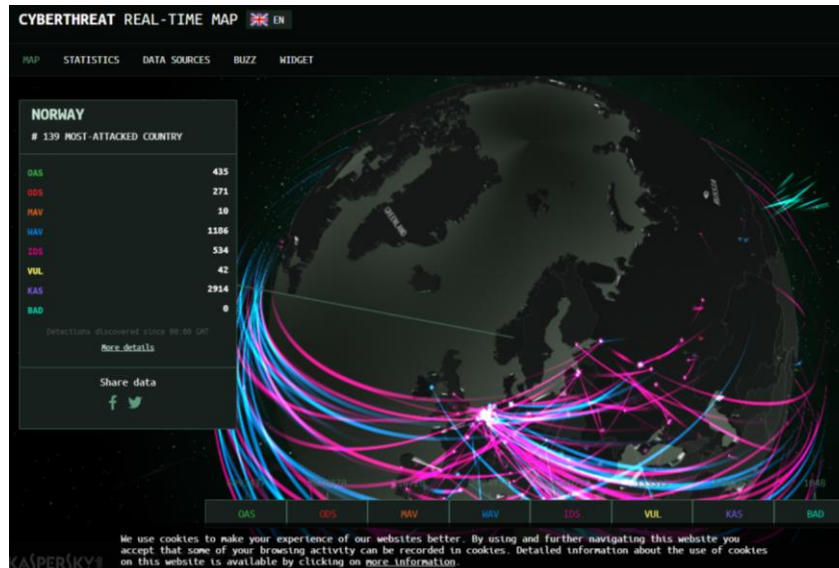 CYBERTHREAT REAL-TIME MAP EN
MAP STATISTICS DATA SOURCES BUZZ WIDGET
NORWAY
# 139 MOST-ATTACKED COUNTRY
OAS 435
ODS 271
MAV 10
WAV 1186
IDS 534
VUL 42
KAS 2914
BAD 0
Detections discovered since 00:00 GMT
More details
Share data
GREENLAND
RUSSIA
OAS ODS MAV WAV IDS VUL KAS BAD
We use cookies to make your experience of our websites better. By using and further navigating this website you
accept that some of your browsing activity can be recorded in cookies. Detailed information about the use of cookies
on this website is available by clicking on more information.
KASPERSKY